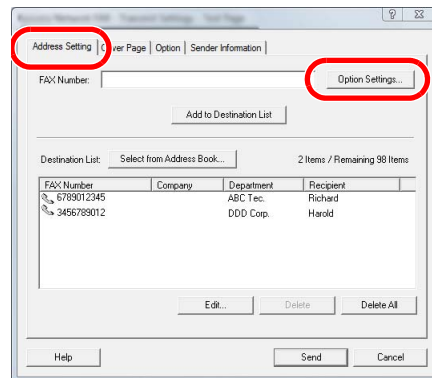 Address Setting Cover Page Option Sender Information
FAX Number: Option Settings...
Add to Destination List
Destination List: Select from Address Book... 2 Items / Remaining 98 Items
FAX Number Company Department Recipient
6789012345 ABC Tec. Richard
3456789012 DDD Corp. Harold
Edit... Delete Delete All
Help Send Cancel